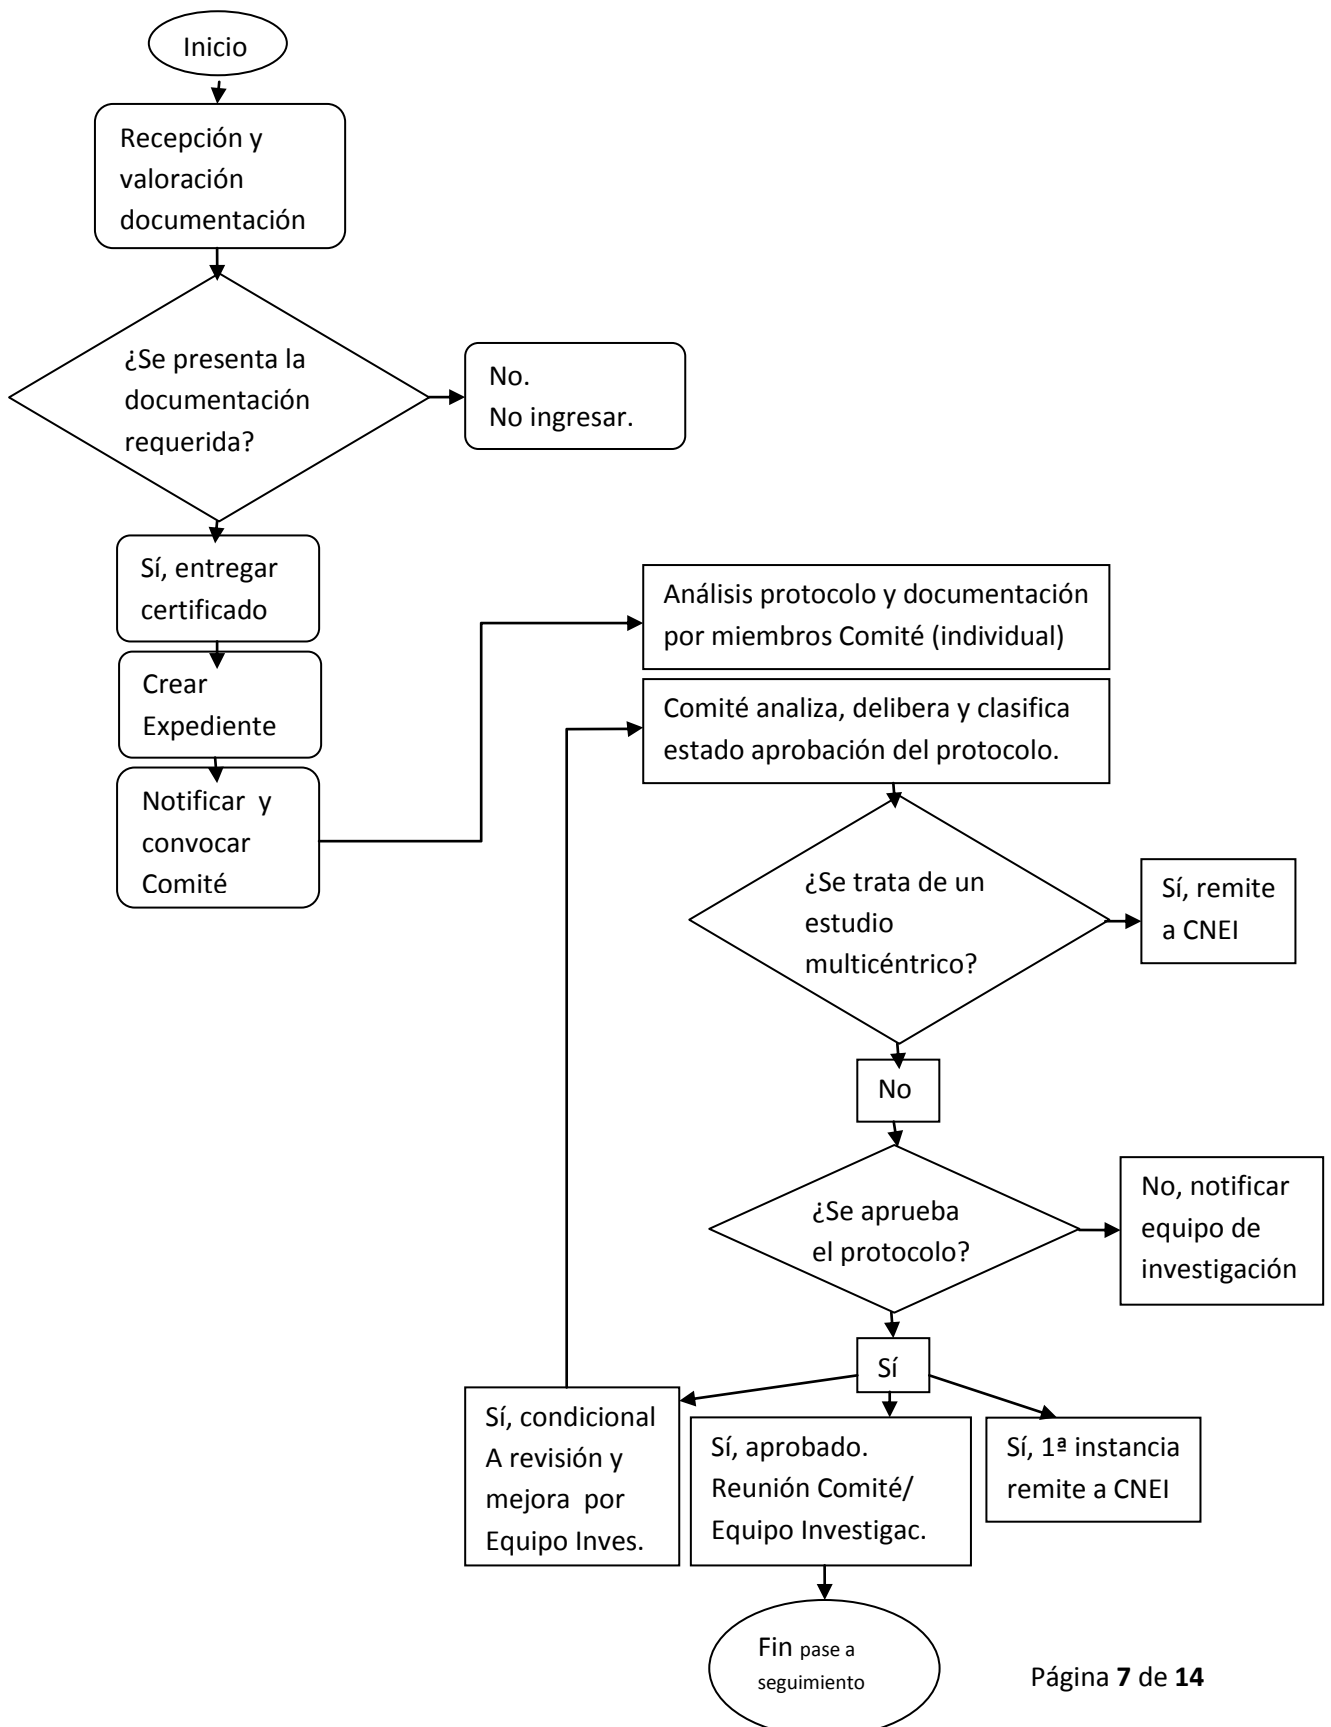 Inicio
Recepción y
valoración
documentación
¿Se presenta la
documentación
requerida?
No.
No ingresar.
Sí, entregar
certificado
Crear
Expediente
Notificar y
convocar
Comité
Análisis protocolo y documentación
por miembros Comité (individual)
Comité analiza, delibera y clasifica
estado aprobación del protocolo.
¿Se trata de un
estudio
multicéntrico?
Sí, remite
a CNEI
No
¿Se aprueba
el protocolo?
No, notificar
equipo de
investigación
Sí
Sí, condicional
A revisión y
mejora por
Equipo Inves.
Sí, aprobado.
Reunión Comité/
Equipo Investigac.
Sí, 1ª instancia
remite a CNEI
Fin pase a
seguimiento
Página 7 de 14